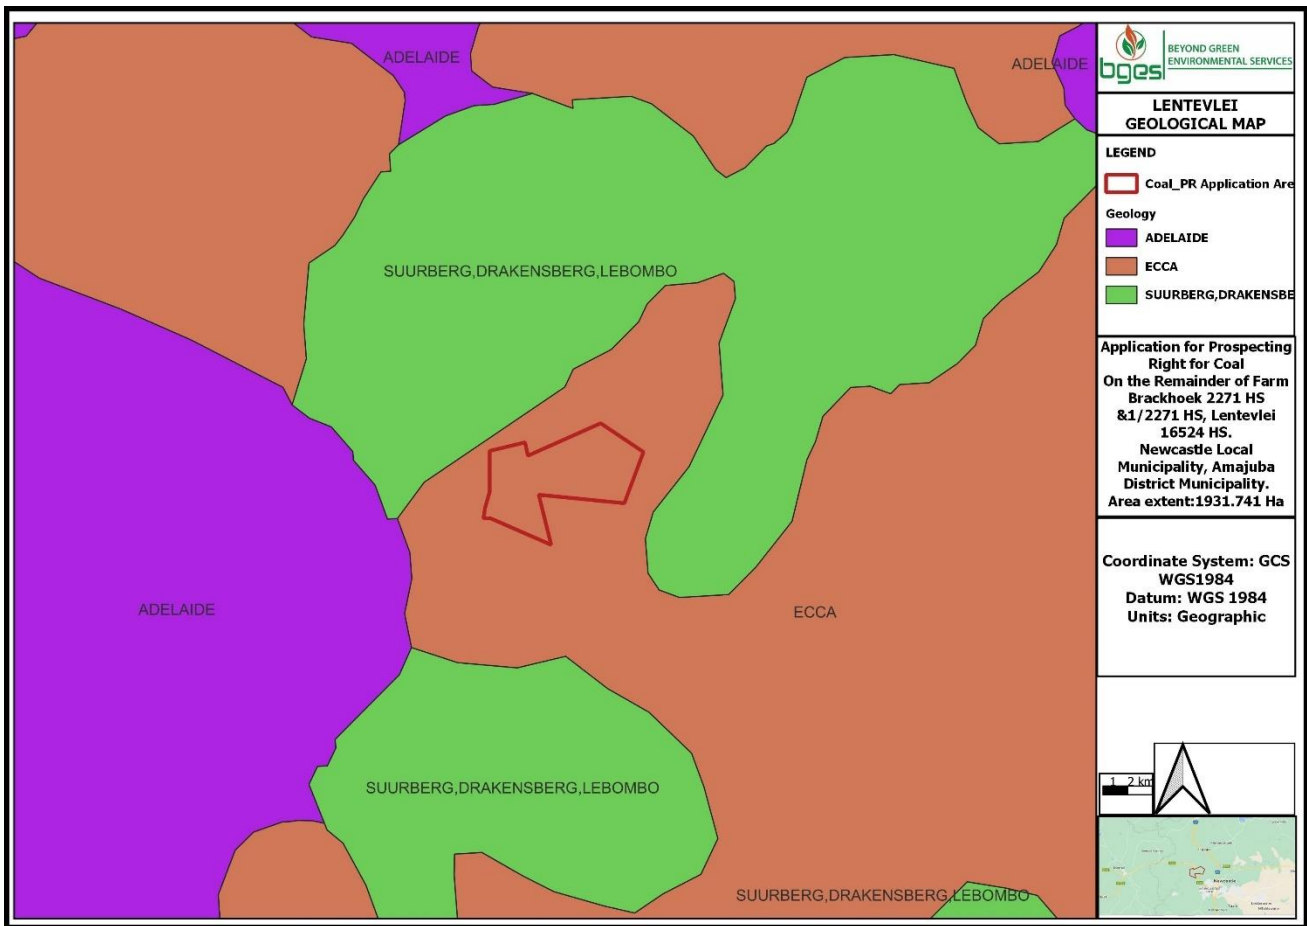 ADELAIDE
ADELAIDE
SUURBERG,DRAKENSBERG,LEBOMBO
ADELAIDE
ECCA
SUURBERG,DRAKENSBERG,LEBOMBO
SUURBERG,DRAKENSBERG,LEBOMBO
bges
BEYOND GREEN
ENVIRONMENTAL SERVICES
LENTEVLEI
GEOLOGICAL MAP
LEGEND
Coal_PR Application Are
Geology
ADELAIDE
ECCA
SUURBERG,DRAKENSBE
Application for Prospecting
Right for Coal
On the Remainder of Farm
Brackhoek 2271 HS
&1/2271 HS, Lentevlei
16524 HS.
Newcastle Local
Municipality, Amajuba
District Municipality.
Area extent:1931.741 Ha
Coordinate System: GCS
WGS1984
Datum: WGS 1984
Units: Geographic
1 2 km
Newcastle